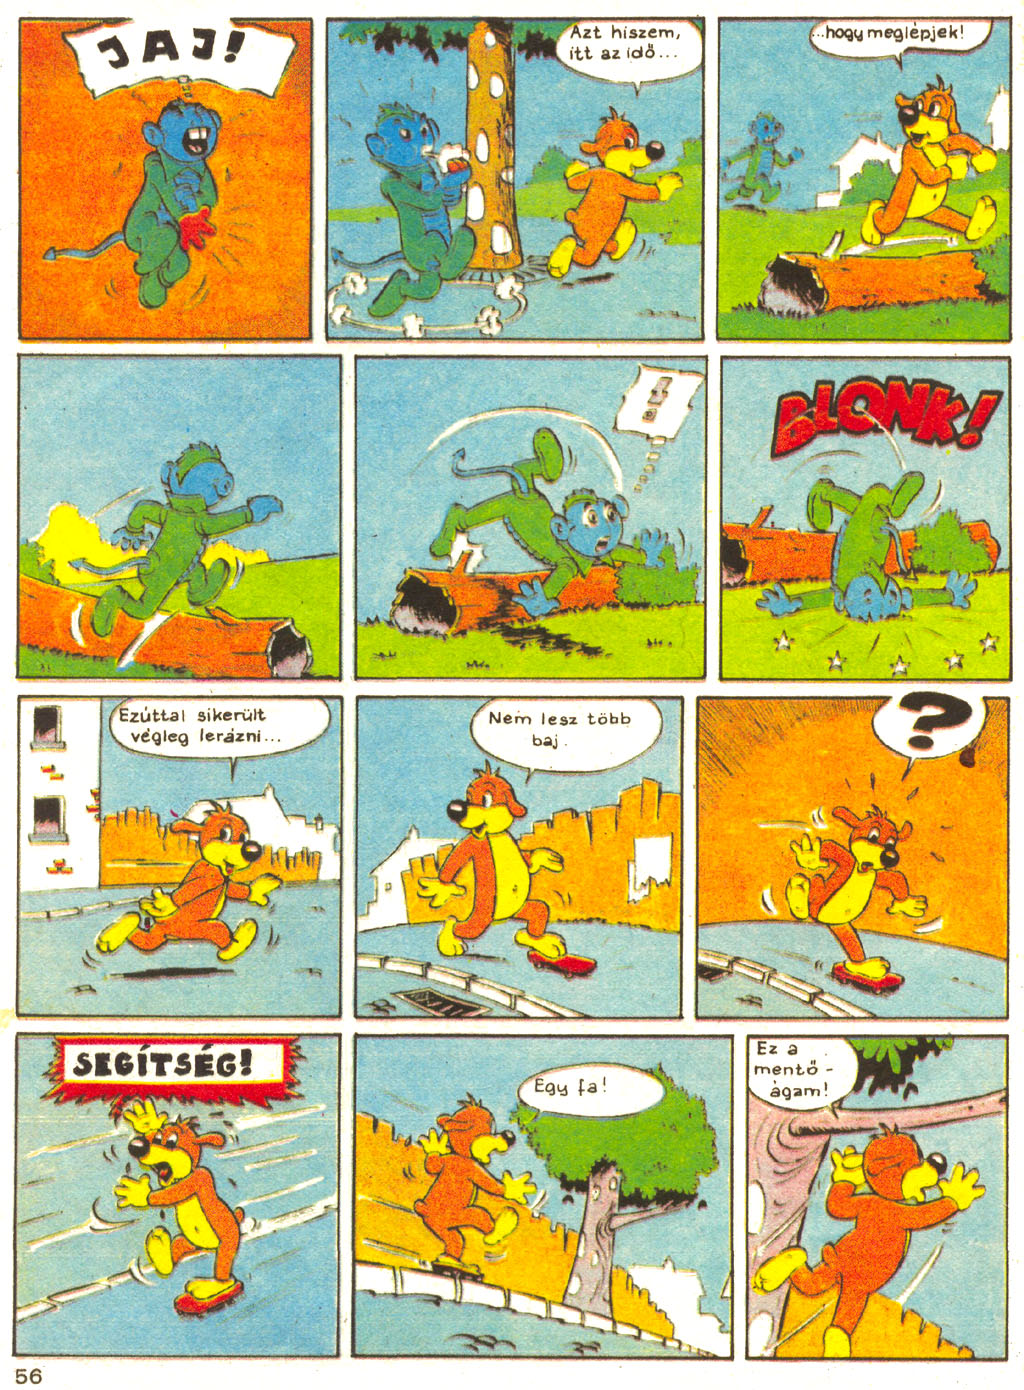 JAJ!
Azt hiszem,
itt az idő...
...hogy meglépjek!
BLONK!
Ezúttal sikerült
végleg lerázni...
Nem lesz több
baj.
?
SEGÍTSÉG!
Egy fa!
Ez a
mentő-
ágam!
56